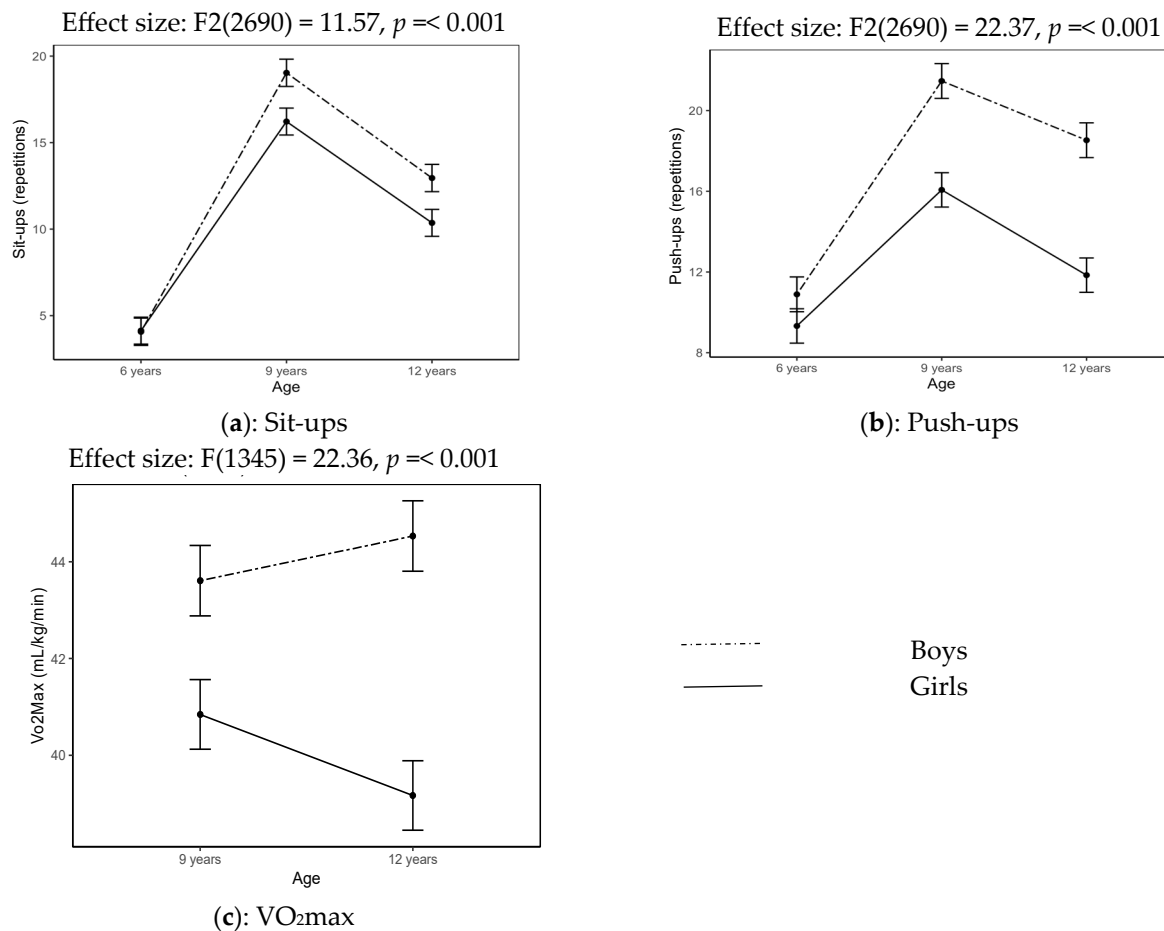 Effect size: F2(2690) = 11.57, p =< 0.001
20
15
10
5
Sit-ups (repetitions)
6 years
9 years
12 years
Age
(a): Sit-ups
Effect size: F2(2690) = 22.37, p =< 0.001
20
16
12
8
Push-ups (repetitions)
6 years
9 years
12 years
Age
(b): Push-ups
Effect size: F(1345) = 22.36, p =< 0.001
44
42
40
Vo2Max (mL/kg/min)
9 years
12 years
Age
(c): VO₂max
Boys
Girls